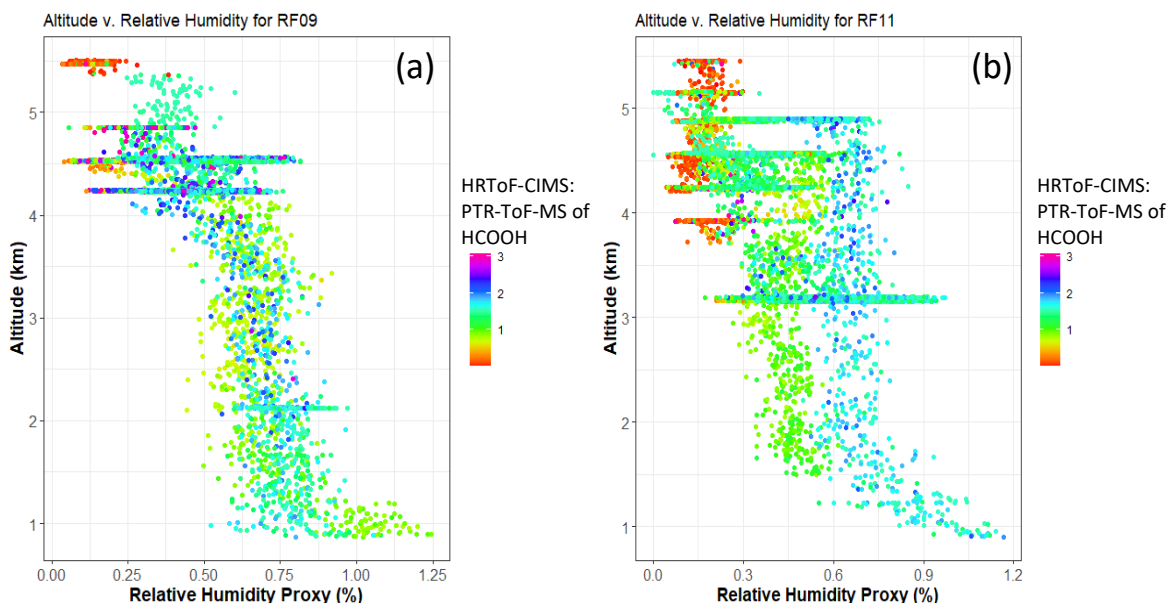 Altitude v. Relative Humidity for RF09
(a)
5
4
3
2
1
Altitude (km)
0.00
0.25
0.50
0.75
1.00
1.25
Relative Humidity Proxy (%)
HRToF-CIMS:
PTR-ToF-MS of
HCOOH
3
2
1
Altitude v. Relative Humidity for RF11
(b)
5
4
3
2
1
Altitude (km)
0.0
0.3
0.6
0.9
1.2
Relative Humidity Proxy (%)
HRToF-CIMS:
PTR-ToF-MS of
HCOOH
3
2
1